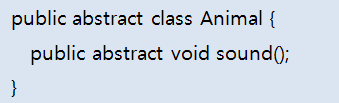 public abstract class Animal {
public abstract void sound();
}